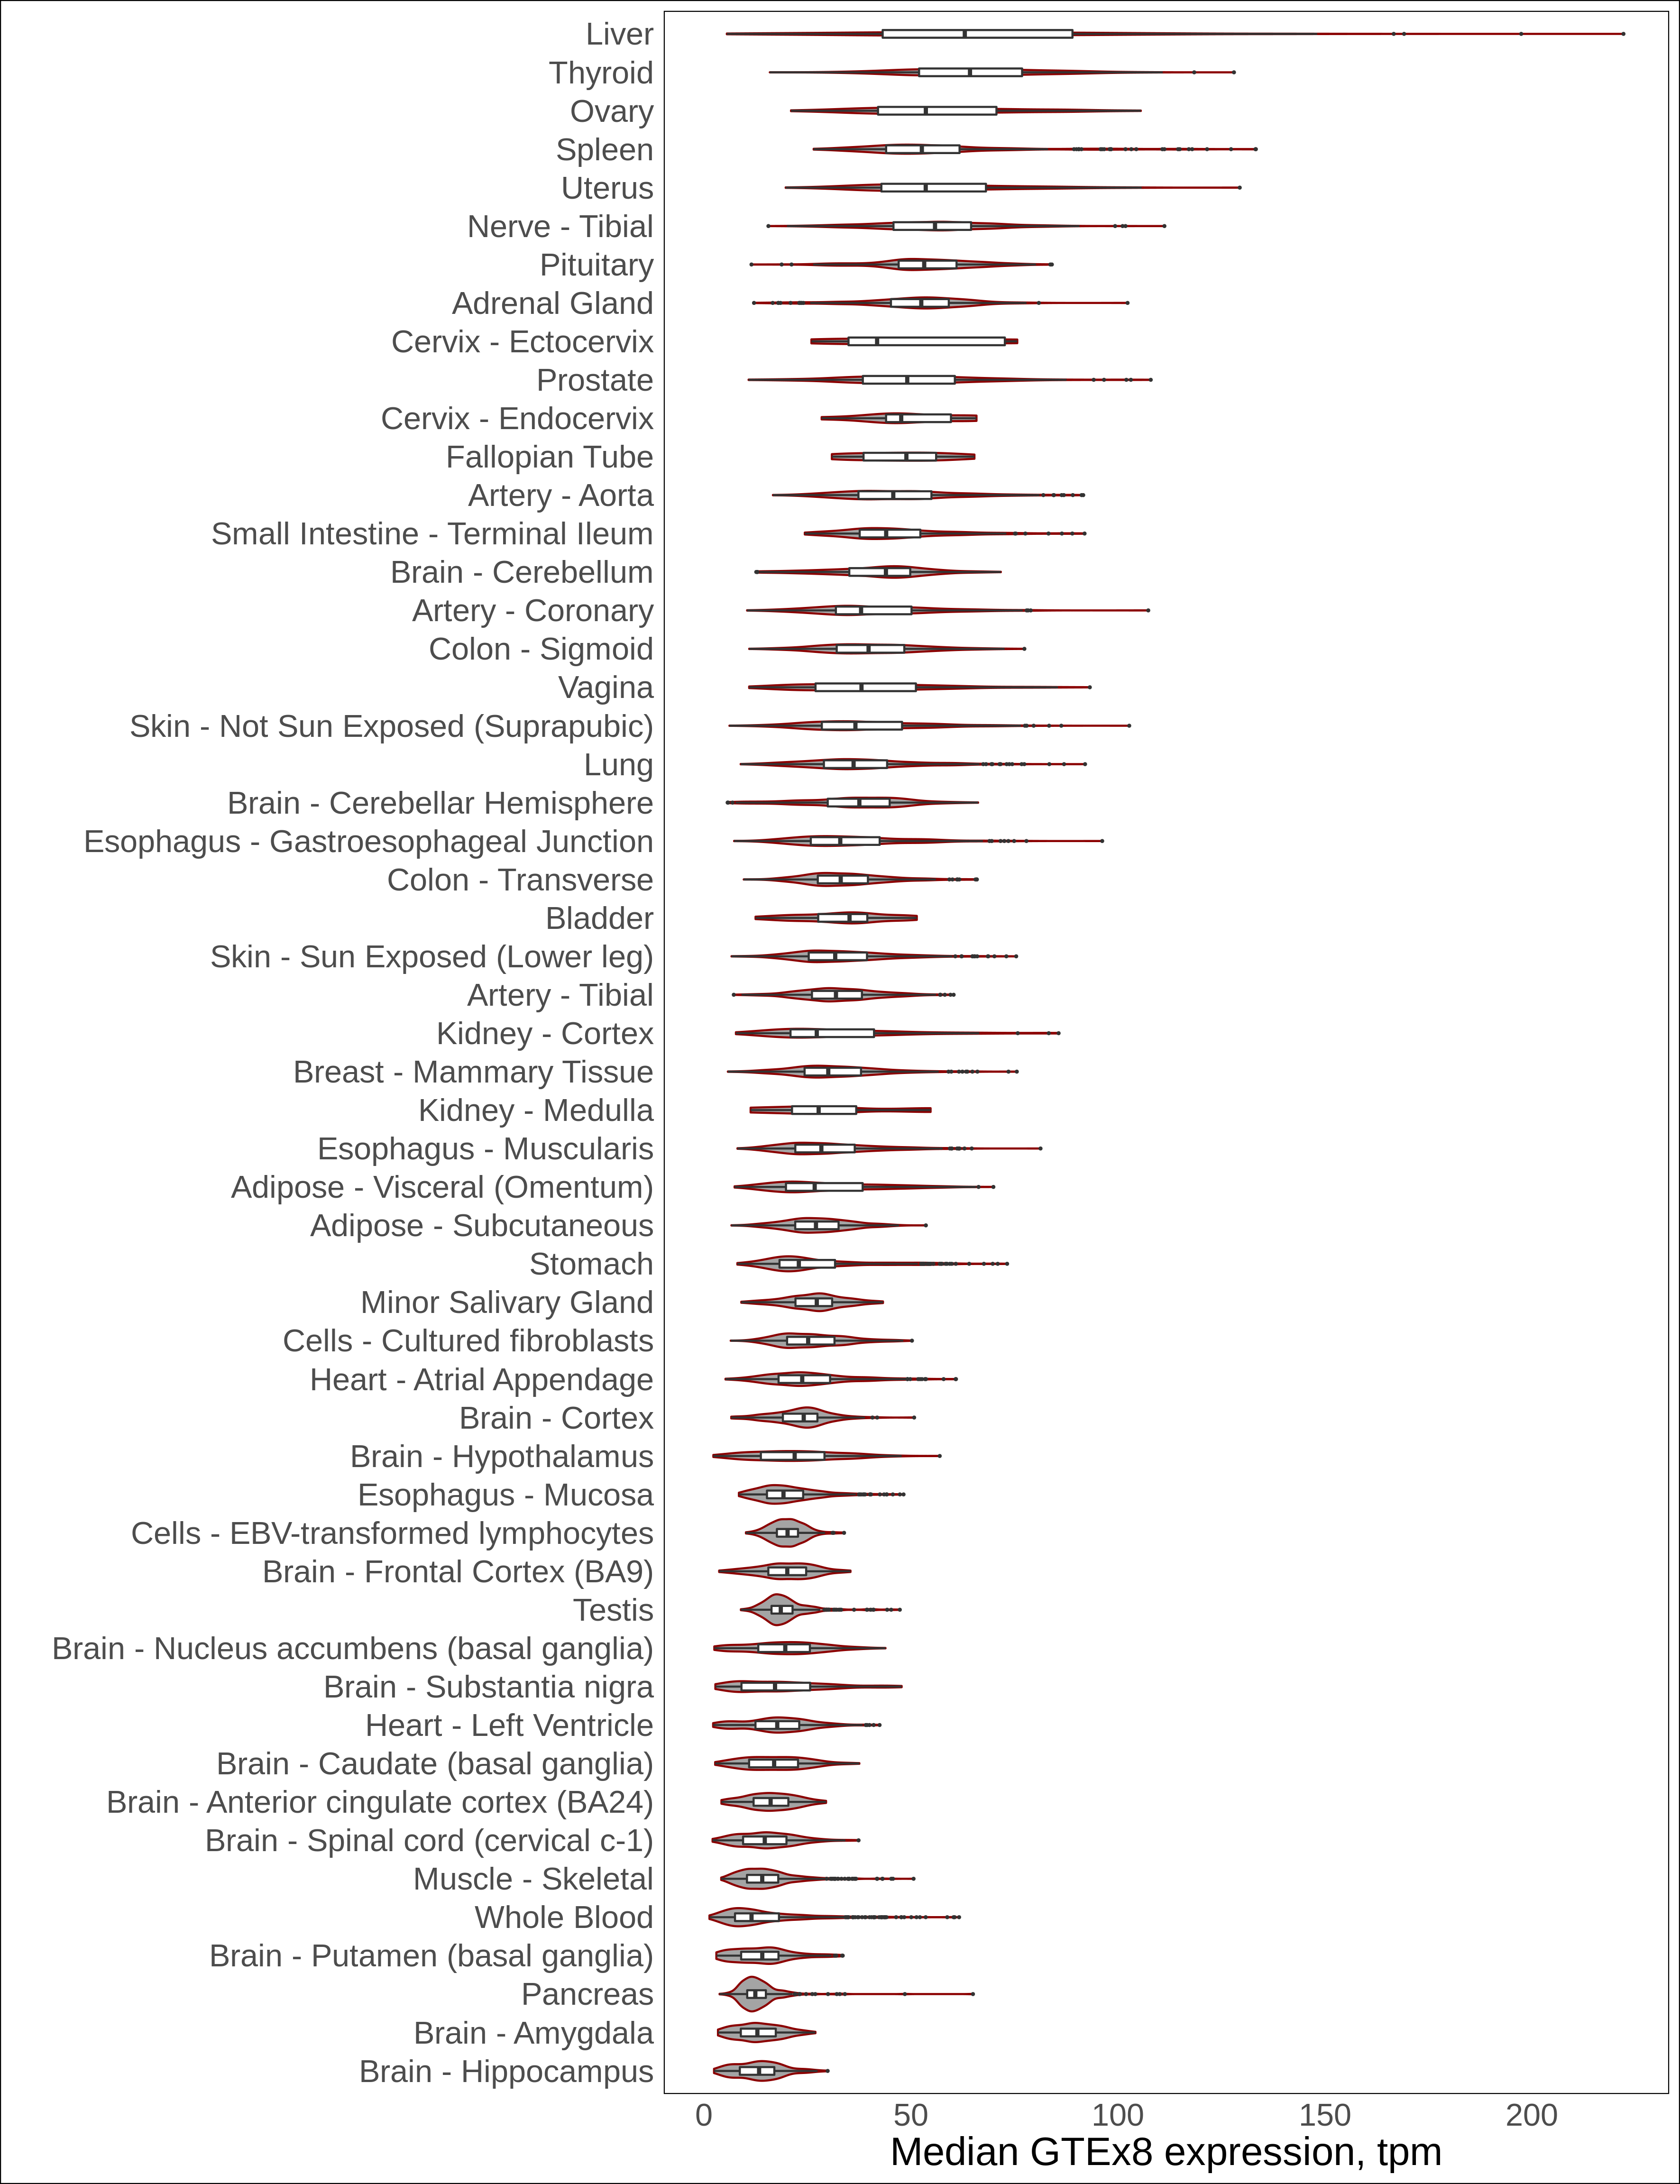 Liver
Thyroid
Ovary
Spleen
Uterus
Nerve - Tibial
Pituitary
Adrenal Gland
Cervix - Ectocervix
Prostate
Cervix - Endocervix
Fallopian Tube
Artery - Aorta
Small Intestine - Terminal Ileum
Brain - Cerebellum
Artery - Coronary
Colon - Sigmoid
Vagina
Skin - Not Sun Exposed (Suprapubic)
Lung
Brain - Cerebellar Hemisphere
Esophagus - Gastroesophageal Junction
Colon - Transverse
Bladder
Skin - Sun Exposed (Lower leg)
Artery - Tibial
Kidney - Cortex
Breast - Mammary Tissue
Kidney - Medulla
Esophagus - Muscularis
Adipose - Visceral (Omentum)
Adipose - Subcutaneous
Stomach
Minor Salivary Gland
Cells - Cultured fibroblasts
Heart - Atrial Appendage
Brain - Cortex
Brain - Hypothalamus
Esophagus - Mucosa
Cells - EBV-transformed lymphocytes
Brain - Frontal Cortex (BA9)
Testis
Brain - Nucleus accumbens (basal ganglia)
Brain - Substantia nigra
Heart - Left Ventricle
Brain - Caudate (basal ganglia)
Brain - Anterior cingulate cortex (BA24)
Brain - Spinal cord (cervical c-1)
Muscle - Skeletal
Whole Blood
Brain - Putamen (basal ganglia)
Pancreas
Brain - Amygdala
Brain - Hippocampus
0 50 100 150 200
Median GTEx8 expression, tpm